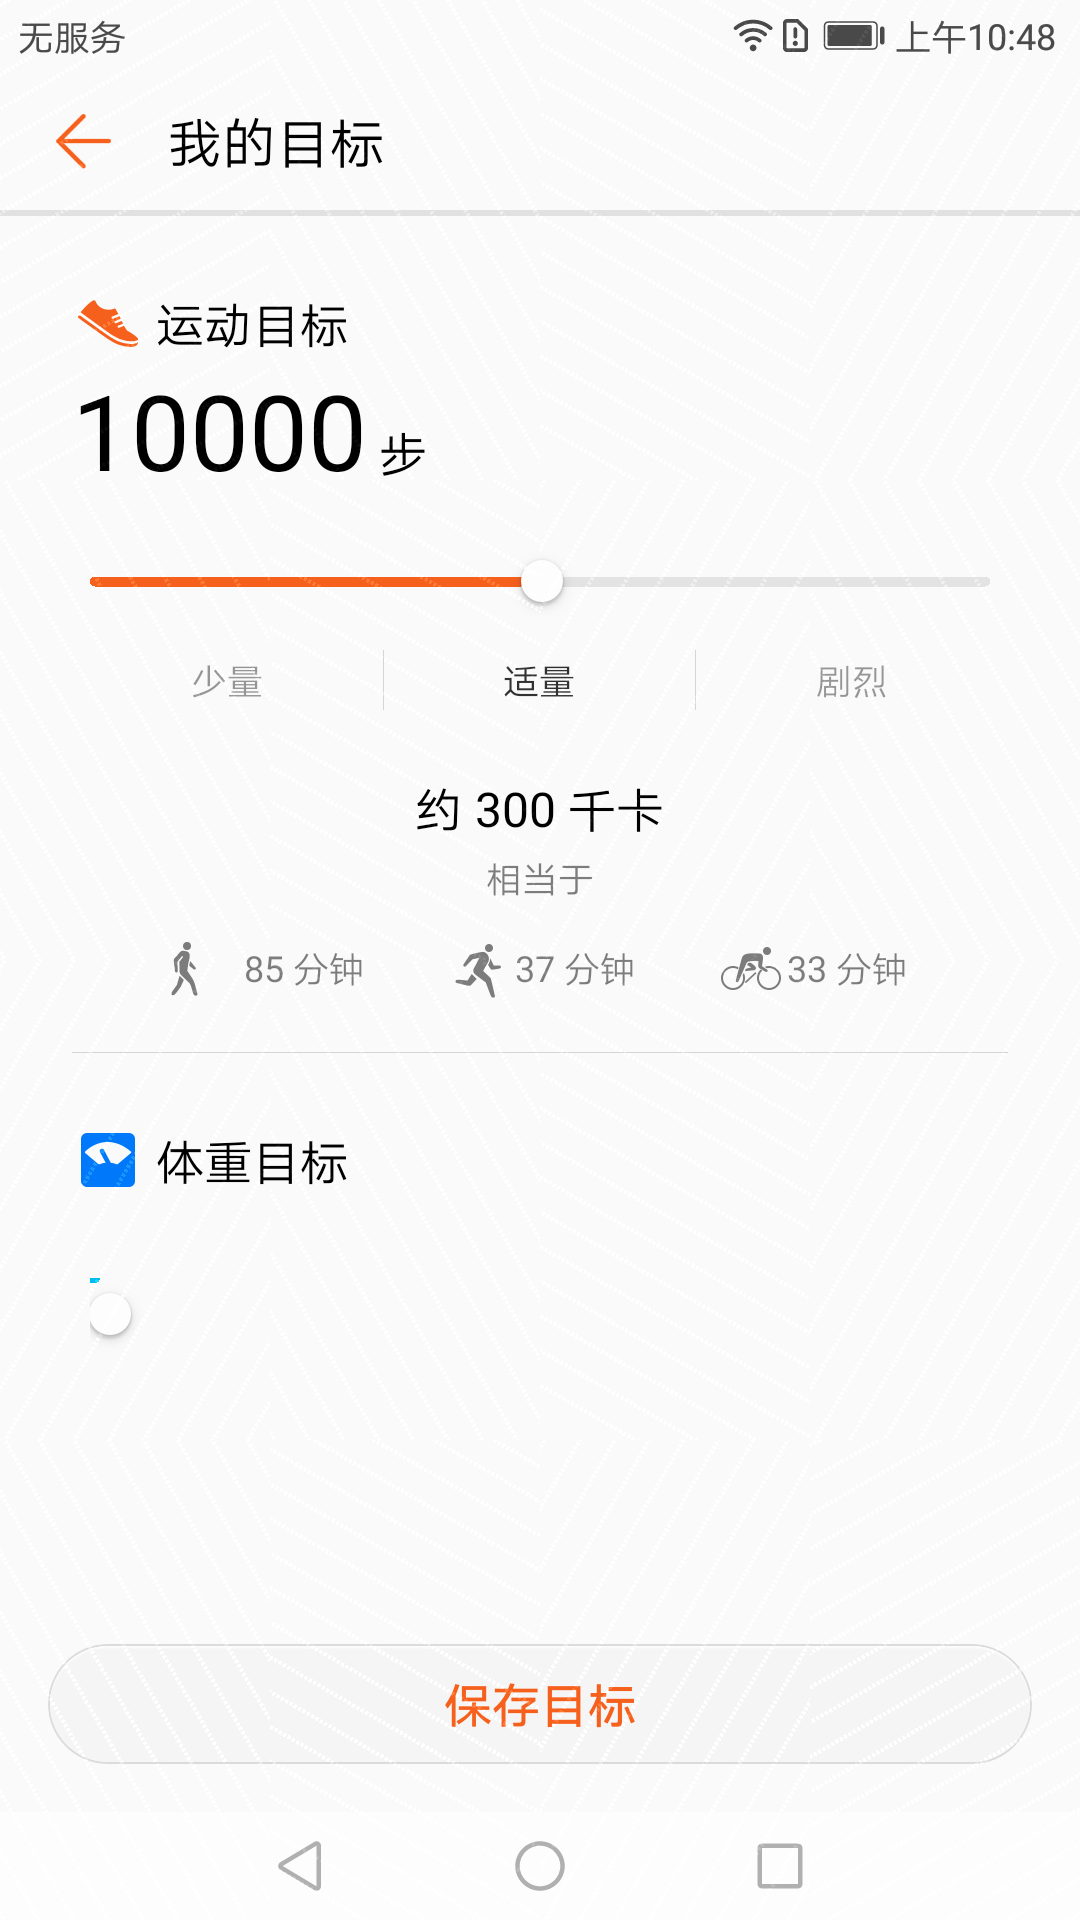 无服务 上午10:48
我的目标
运动目标
10000 步
少量 适量 剧烈
约 300 千卡
相当于
85 分钟 37 分钟 33 分钟
体重目标
保存目标